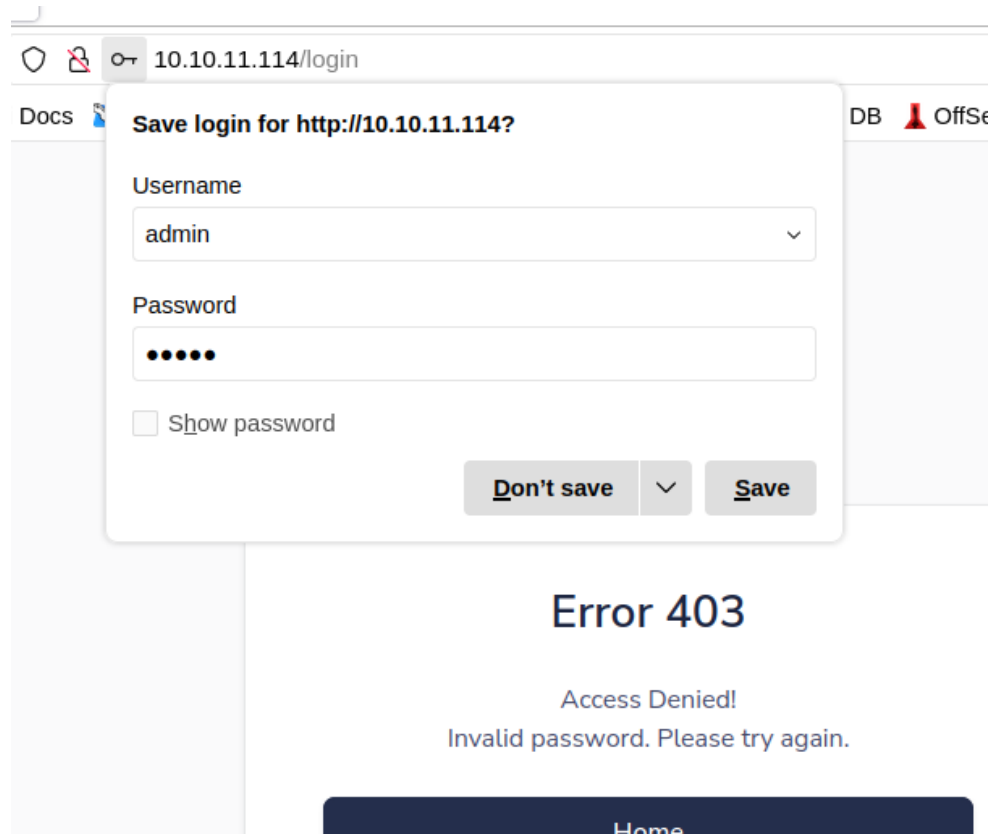 10.10.11.114/login
Docs DB OffSe
Save login for http://10.10.11.114?
Username
admin
Password
•••••
Show password
Don’t save Save
Error 403
Access Denied!
Invalid password. Please try again.
Home